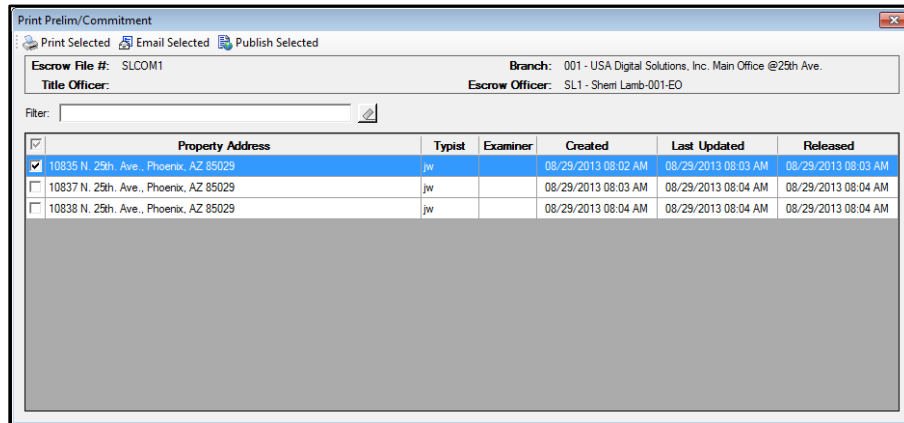 Print Prelim/Commitment
Print Selected Email Selected Publish Selected
Escrow File #: SLCOM1 Branch: 001 - USA Digital Solutions, Inc. Main Office @25th Ave.
Title Officer: Escrow Officer: SL1 - Sherri Lamb-001-EO
Filter:
Property Address Typist Examiner Created Last Updated Released
10835 N. 25th. Ave., Phoenix, AZ 85029 jw 08/29/2013 08:02 AM 08/29/2013 08:03 AM 08/29/2013 08:03 AM
10837 N. 25th. Ave., Phoenix, AZ 85029 jw 08/29/2013 08:03 AM 08/29/2013 08:04 AM 08/29/2013 08:04 AM
10838 N. 25th. Ave., Phoenix, AZ 85029 jw 08/29/2013 08:04 AM 08/29/2013 08:04 AM 08/29/2013 08:04 AM